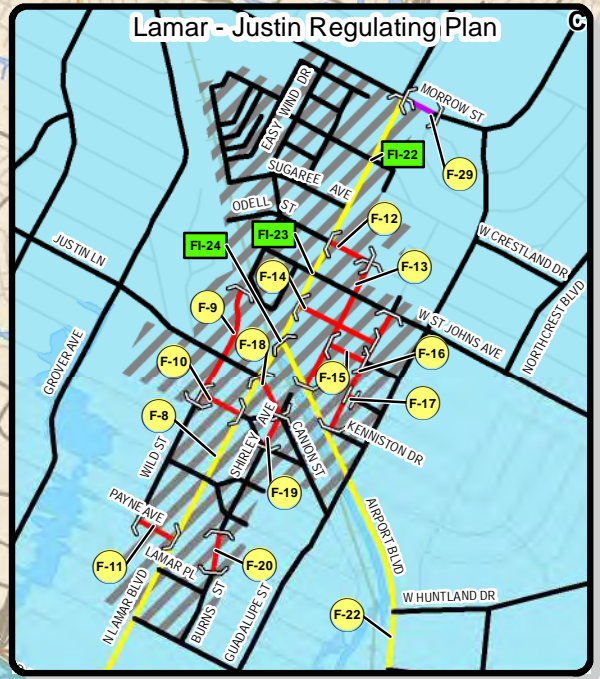 Lamar - Justin Regulating Plan
C
MORROW ST
EASY WIND DR
FI-22
SUGAREE AVE
F-29
ODELL ST
F-12
FI-23
FI-24
W CRESTLAND DR
JUSTIN LN
F-14
F-13
NORTHCREST BLVD
F-9
W ST JOHNS AVE
F-18
F-16
GROVER AVE
F-10
F-15
F-17
F-8
SHIRLEY AVE
CANION ST
KENNISTON DR
WILD ST
F-19
PAYNE AVE
AIRPORT BLVD
F-11
LAMAR PL
F-20
N LAMAR BLVD
BURNS ST
GUADALUPE ST
W HUNTLAND DR
F-22